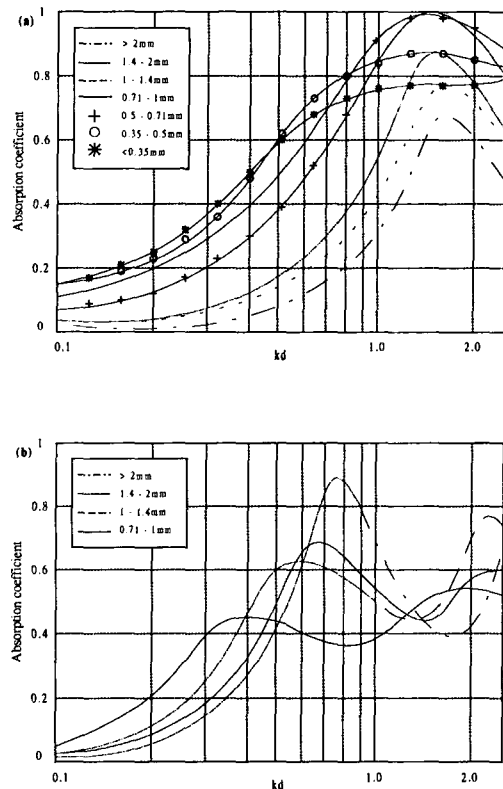 (a)
1
0.8
0.6
0.4
0.2
0
Absorption coefficient
> 2mm
1.4 - 2mm
1 - 1.4mm
0.71 - 1mm
0.5 - 0.71mm
0.35 - 0.5mm
<0.35mm
0.1
1.0
2.0
kd
(b)
1
0.8
0.6
0.4
0.2
0
Absorption coefficient
> 2mm
1.4 - 2mm
1 - 1.4mm
0.71 - 1mm
0.1
1.0
2.0
kd